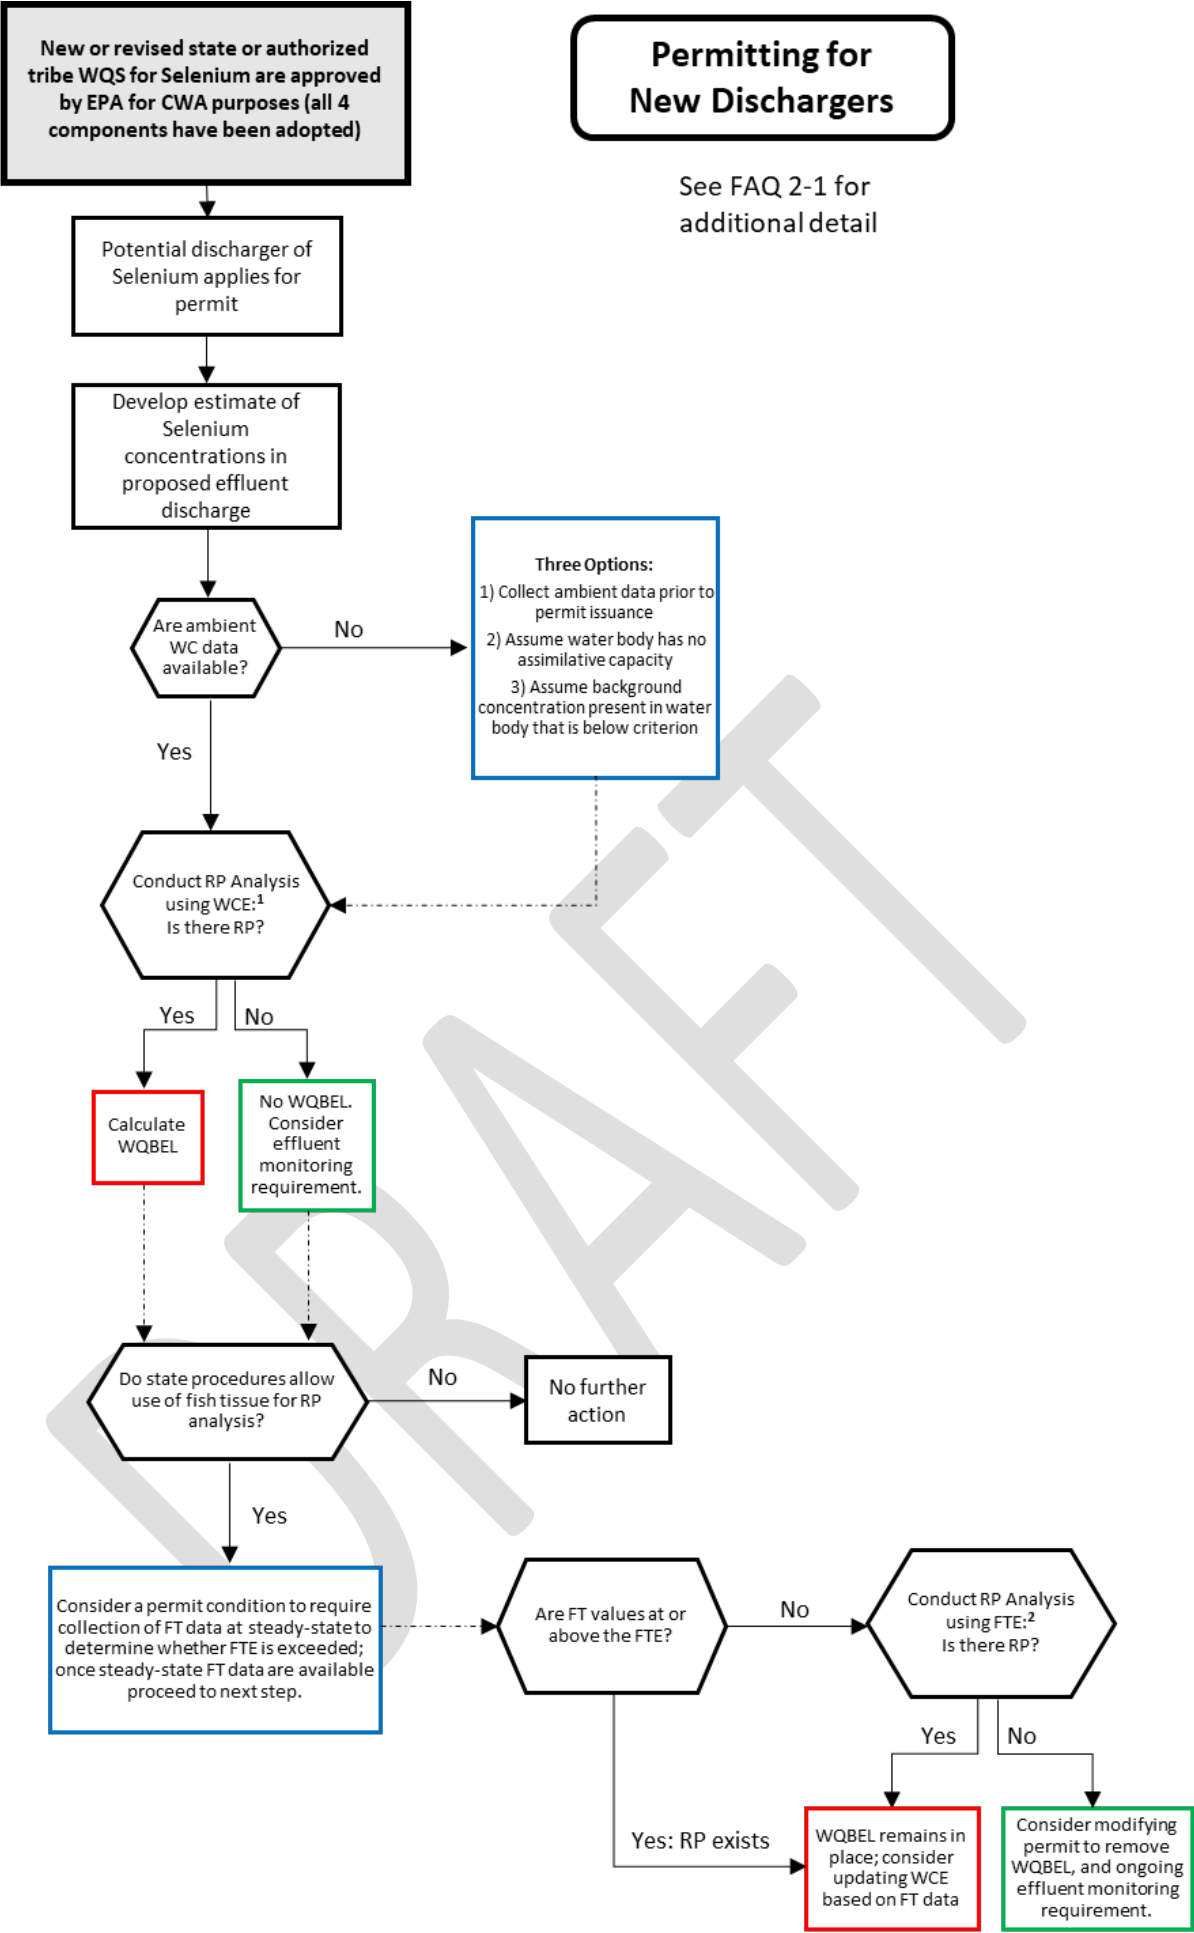 New or revised state or authorized
tribe WQS for Selenium are approved
by EPA for CWA purposes (all 4
components have been adopted)
Permitting for
New Dischargers
See FAQ 2-1 for
additional detail
Potential discharger of
Selenium applies for
permit
Develop estimate of
Selenium
concentrations in
proposed effluent
discharge
Are ambient
WC data
available?
No
Three Options:
1) Collect ambient data prior to
permit issuance
2) Assume water body has no
assimilative capacity
3) Assume background
concentration present in water
body that is below criterion
Yes
Conduct RP Analysis
using WCE:1
Is there RP?
Yes
No
Calculate
WQBEL
No WQBEL.
Consider
effluent
monitoring
requirement.
Do state procedures allow
use of fish tissue for RP
analysis?
No
No further
action
Yes
Consider a permit condition to require
collection of FT data at steady-state to
determine whether FTE is exceeded;
once steady-state FT data are available
proceed to next step.
Are FT values at or
above the FTE?
No
Conduct RP Analysis
using FTE:2
Is there RP?
Yes
No
Yes: RP exists
WQBEL remains in
place; consider
updating WCE
based on FT data
Consider modifying
permit to remove
WQBEL, and ongoing
effluent monitoring
requirement.
DRAFT